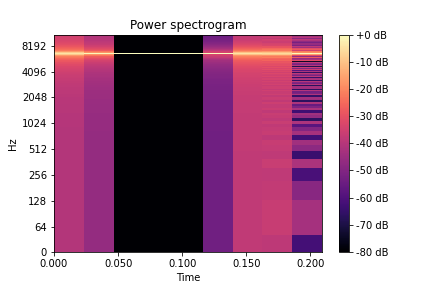 Power spectrogram
8192
4096
2048
1024
512
256
128
64
0
Hz
0.000 0.050 0.100 0.150 0.200
Time
+0 dB
-10 dB
-20 dB
-30 dB
-40 dB
-50 dB
-60 dB
-70 dB
-80 dB